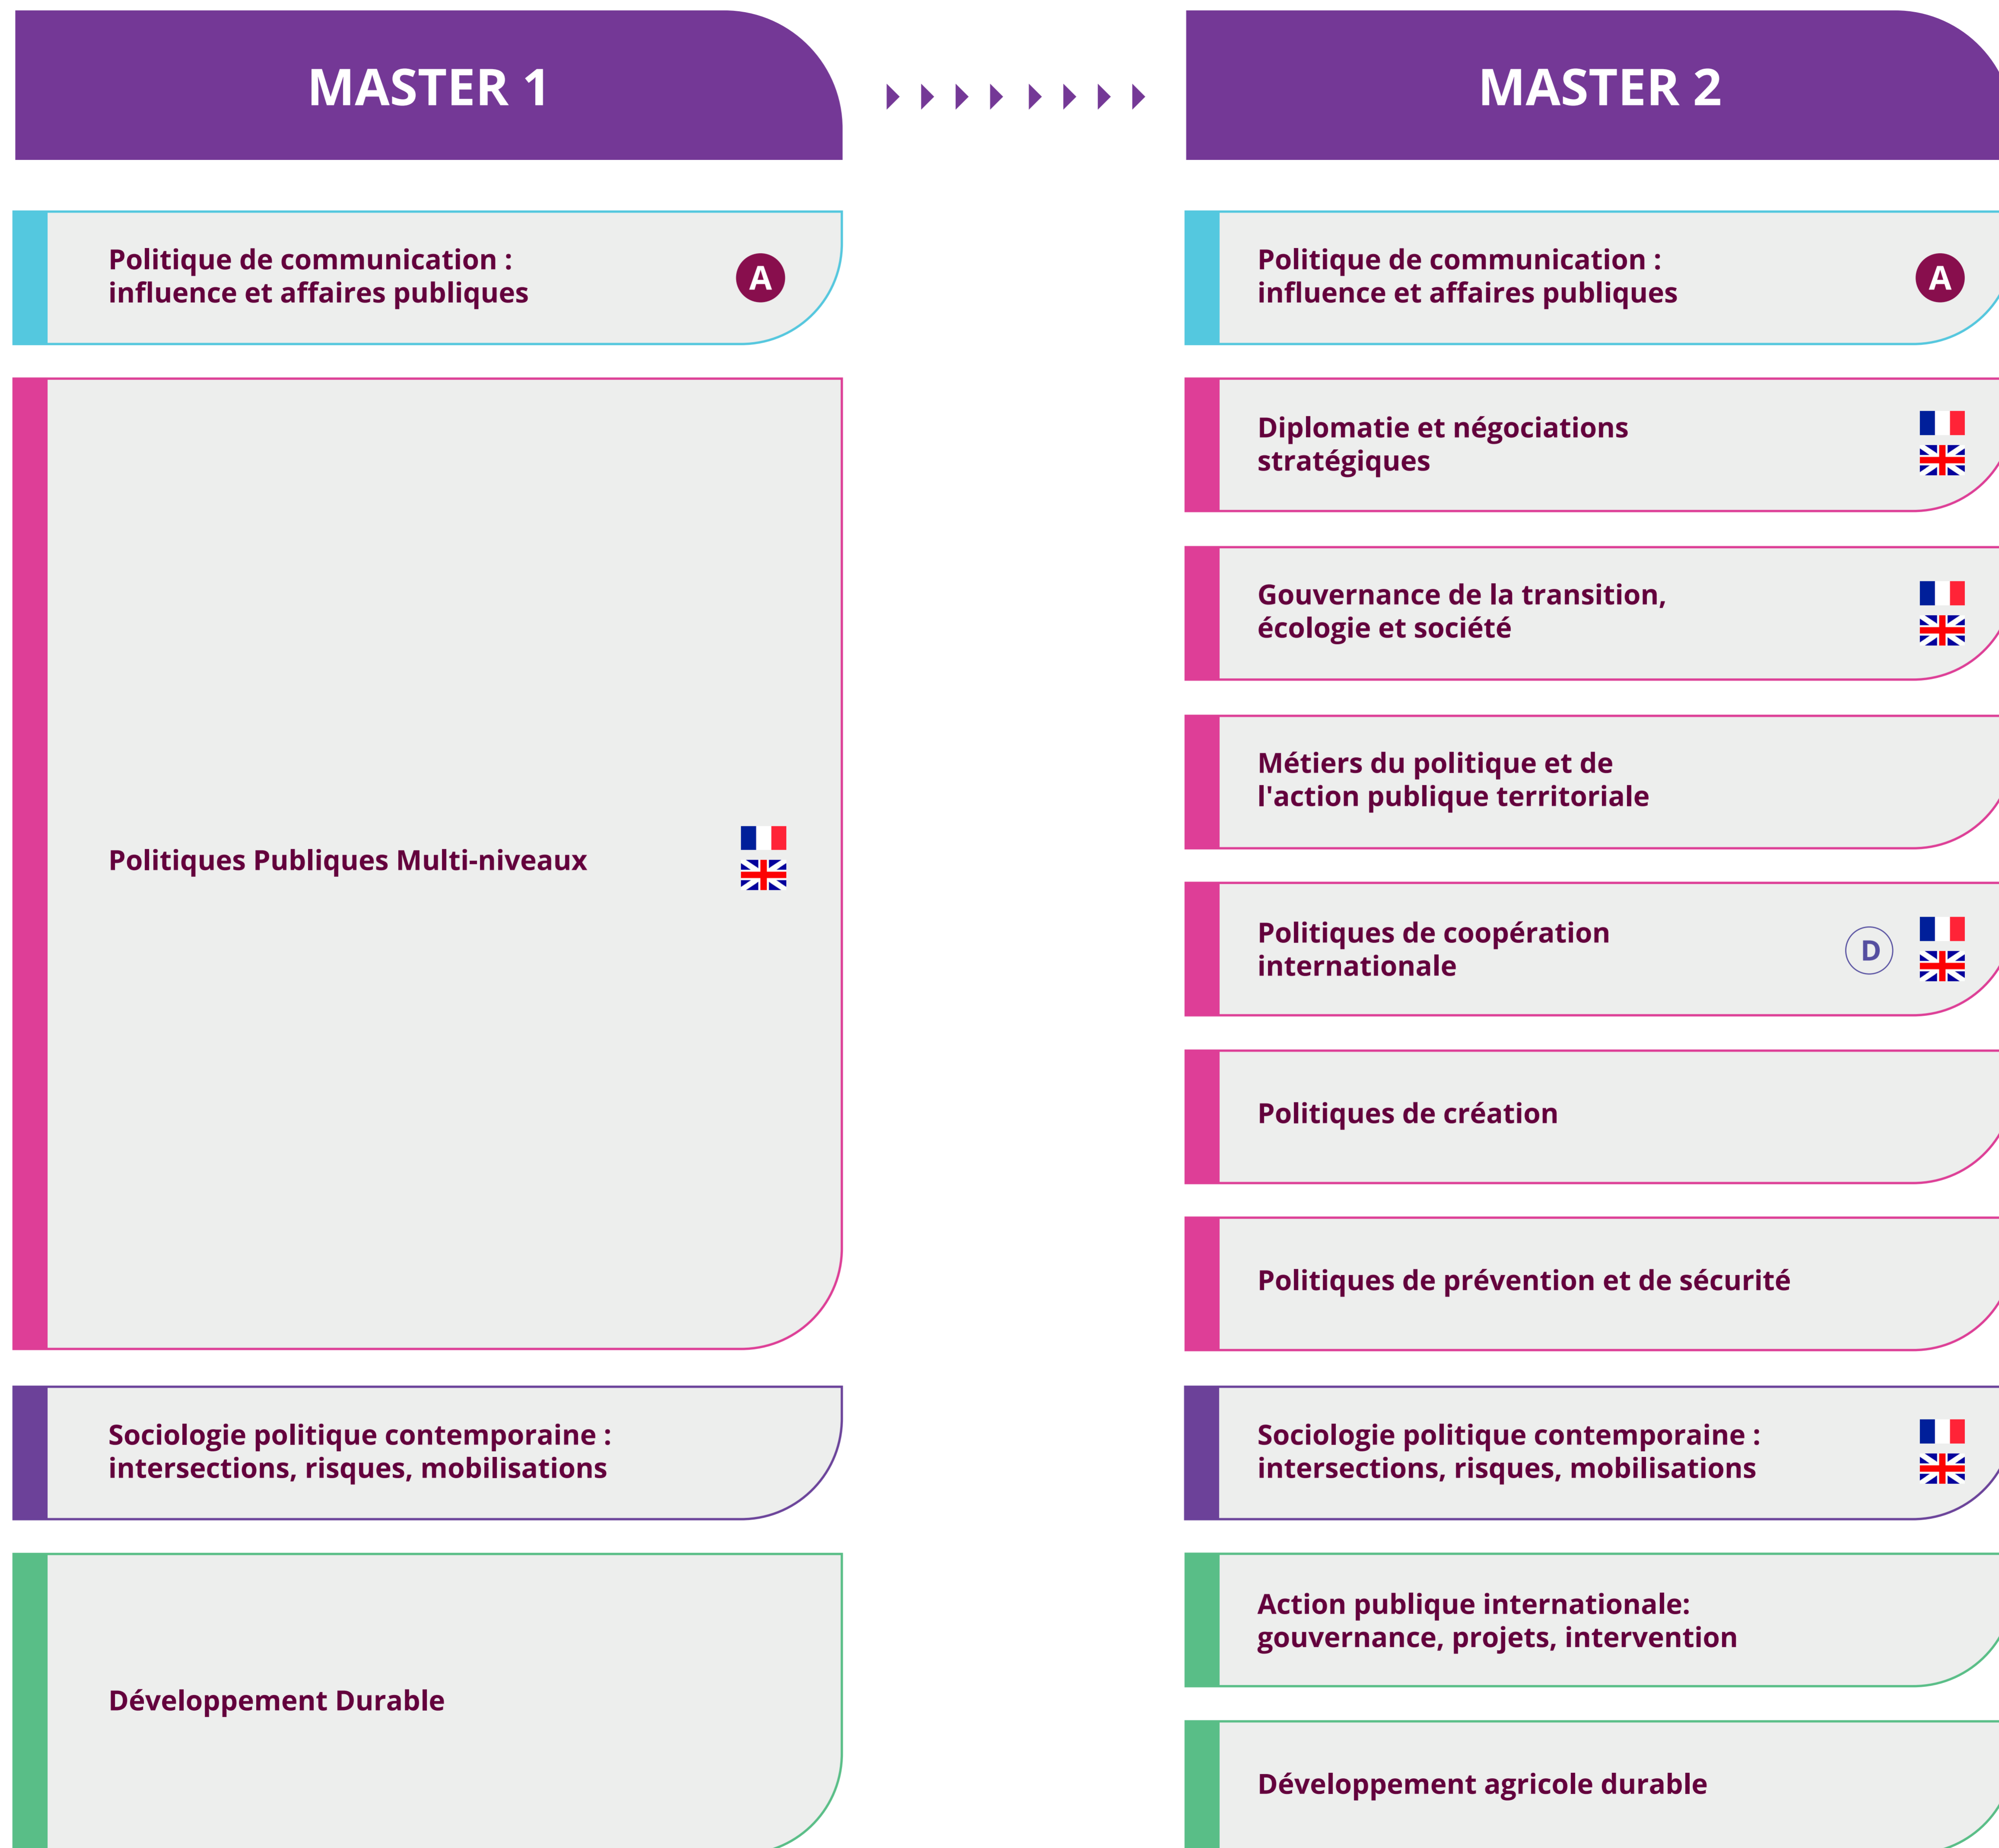 MASTER 1
MASTER 2
Politique de communication :
influence et affaires publiques
A
Politique de communication :
influence et affaires publiques
A
Politiques Publiques Multi-niveaux
Diplomatie et négociations
stratégiques
Gouvernance de la transition,
écologie et société
Métiers du politique et de
l'action publique territoriale
Politiques de coopération
internationale
D
Politiques de création
Politiques de prévention et de sécurité
Sociologie politique contemporaine :
intersections, risques, mobilisations
Sociologie politique contemporaine :
intersections, risques, mobilisations
Développement Durable
Action publique internationale:
gouvernance, projets, intervention
Développement agricole durable